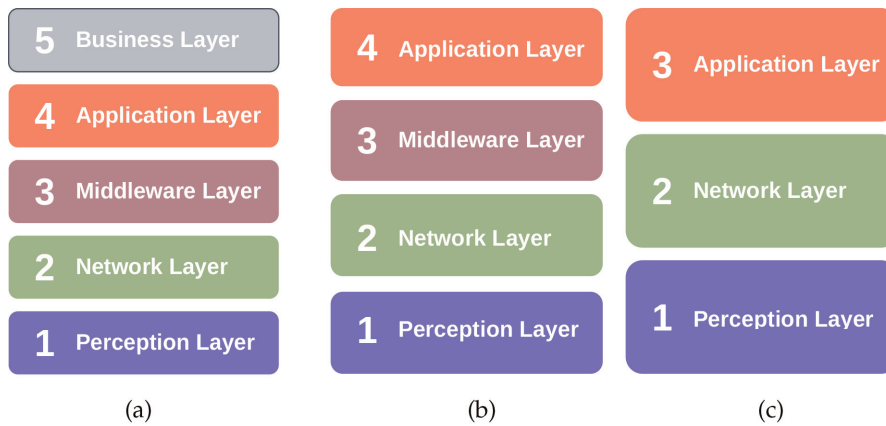 5 Business Layer
4 Application Layer
3 Middleware Layer
2 Network Layer
1 Perception Layer
(a)
4 Application Layer
3 Middleware Layer
2 Network Layer
1 Perception Layer
(b)
3 Application Layer
2 Network Layer
1 Perception Layer
(c)